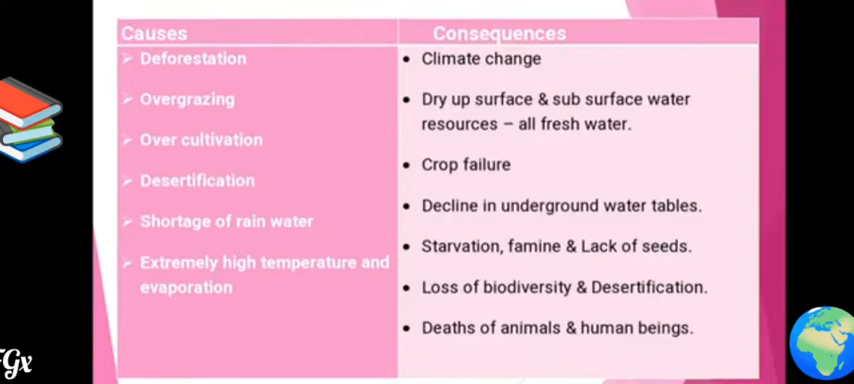 Causes
Deforestation
Overgrazing
Over cultivation
Desertification
Shortage of rain water
Extremely high temperature and
evaporation
Consequences
Climate change
Dry up surface & sub surface water
resources – all fresh water.
Crop failure
Decline in underground water tables.
Starvation, famine & Lack of seeds.
Loss of biodiversity & Desertification.
Deaths of animals & human beings.